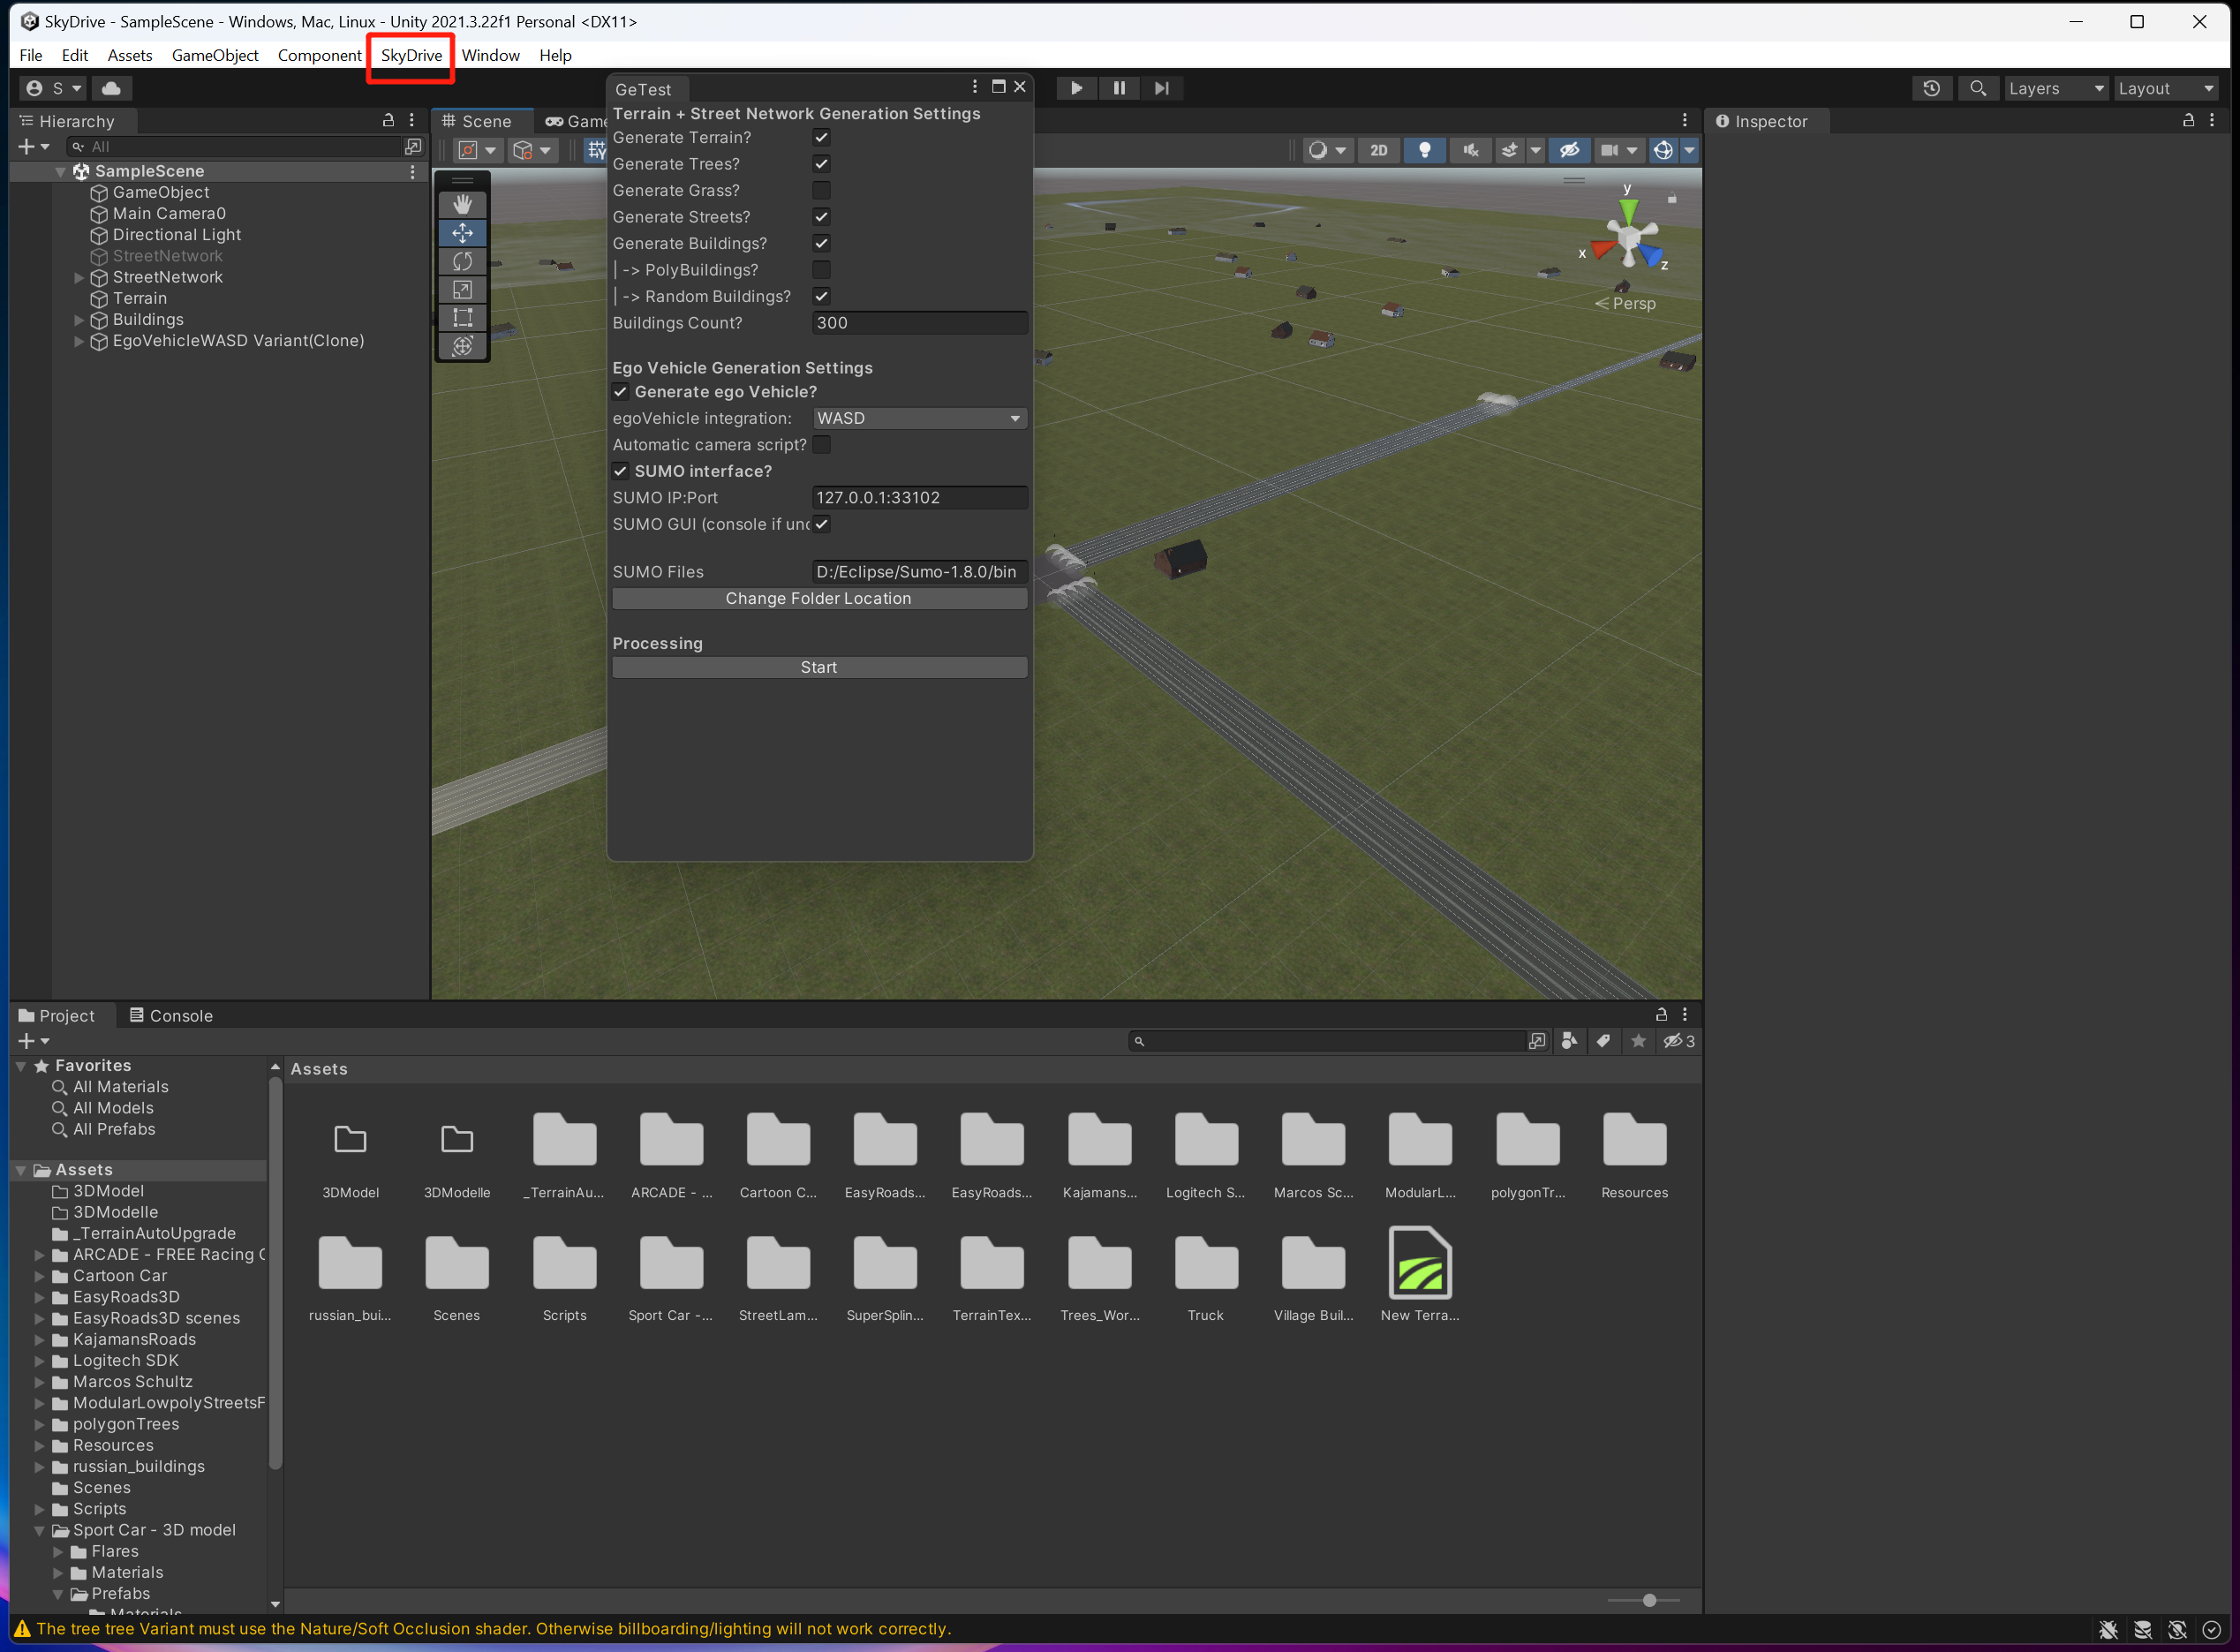 SkyDrive - SampleScene - Windows, Mac, Linux - Unity 2021.3.22f1 Personal <DX11>
File Edit Assets GameObject Component SkyDrive Window Help
S
Layers Layout
Hierarchy
All
SampleScene
GameObject
Main Camera0
Directional Light
StreetNetwork
StreetNetwork
Terrain
Buildings
EgoVehicleWASD Variant(Clone)
Scene Game
2D
y
x
z
Persp
GeTest
Terrain + Street Network Generation Settings
Generate Terrain?
Generate Trees?
Generate Grass?
Generate Streets?
Generate Buildings?
|-> PolyBuildings?
|-> Random Buildings?
Buildings Count? 300
Ego Vehicle Generation Settings
Generate ego Vehicle?
egoVehicle integration: WASD
Automatic camera script?
SUMO interface?
SUMO IP:Port 127.0.0.1:33102
SUMO GUI (console if unc
SUMO Files D:/Eclipse/Sumo-1.8.0/bin
Change Folder Location
Processing
Start
Inspector
Project Console
3
Favorites
All Materials
All Models
All Prefabs
Assets
3DModel
3DModelle
_TerrainAutoUpgrade
ARCADE - FREE Racing C
Cartoon Car
EasyRoads3D
EasyRoads3D scenes
KajamansRoads
Logitech SDK
Marcos Schultz
ModularLowpolyStreetsF
polygonTrees
Resources
russian_buildings
Scenes
Scripts
Sport Car - 3D model
Flares
Materials
Prefabs
Materials
Assets
3DModel 3DModelle _TerrainAu... ARCADE - ... Cartoon C... EasyRoads... EasyRoads... Kajamans... Logitech S... Marcos Sc... ModularL... polygonTr... Resources
russian_bui... Scenes Scripts Sport Car -... StreetLam... SuperSplin... TerrainTex... Trees_Wor... Truck Village Buil... New Terra...
The tree tree Variant must use the Nature/Soft Occlusion shader. Otherwise billboarding/lighting will not work correctly.